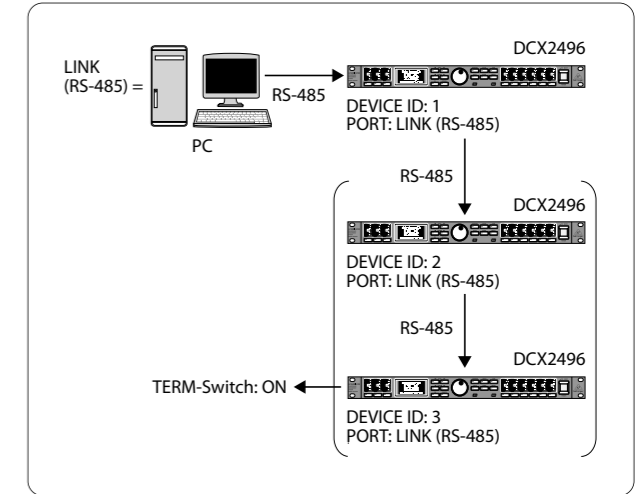 LINK
(RS-485) =
PC
RS-485
DCX2496
DEVICE ID: 1
PORT: LINK (RS-485)
RS-485
DCX2496
DEVICE ID: 2
PORT: LINK (RS-485)
RS-485
DCX2496
TERM-Switch: ON
DEVICE ID: 3
PORT: LINK (RS-485)